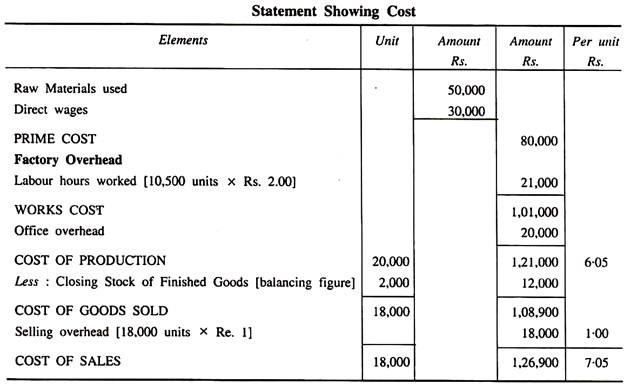 Statement Showing Cost
Elements Unit Amount Amount Per unit
Rs. Rs. Rs.
Raw Materials used 50,000
Direct wages 30,000
PRIME COST 80,000
Factory Overhead
Labour hours worked [10,500 units × Rs. 2.00] 21,000
WORKS COST 1,01,000
Office overhead 20,000
COST OF PRODUCTION 20,000 1,21,000 6·05
Less : Closing Stock of Finished Goods [balancing figure] 2,000 12,000
COST OF GOODS SOLD 18,000 1,08,900
Selling overhead [18,000 units × Re. 1] 18,000 1·00
COST OF SALES 18,000 1,26,900 7·05